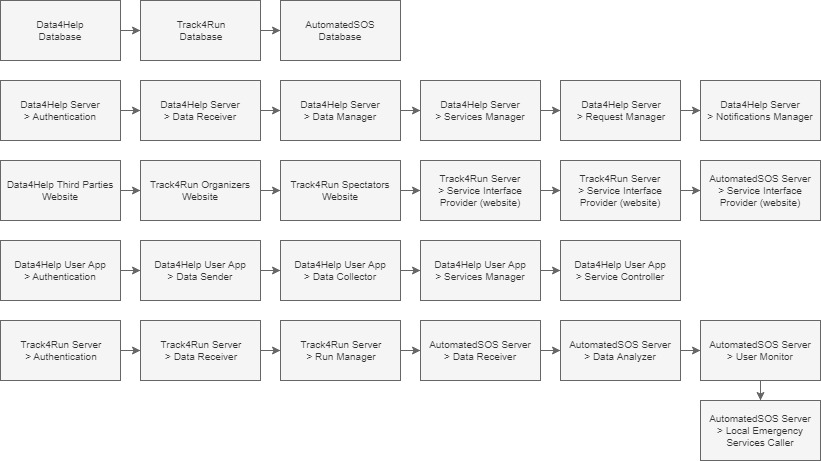 Data4Help
Database
Track4Run
Database
AutomatedSOS
Database
Data4Help Server
> Authentication
Data4Help Server
> Data Receiver
Data4Help Server
> Data Manager
Data4Help Server
> Services Manager
Data4Help Server
> Request Manager
Data4Help Server
> Notifications Manager
Data4Help Third Parties
Website
Track4Run Organizers
Website
Track4Run Spectators
Website
Track4Run Server
> Service Interface
Provider (website)
Track4Run Server
> Service Interface
Provider (website)
AutomatedSOS Server
> Service Interface
Provider (website)
Data4Help User App
> Authentication
Data4Help User App
> Data Sender
Data4Help User App
> Data Collector
Data4Help User App
> Services Manager
Data4Help User App
> Service Controller
Track4Run Server
> Authentication
Track4Run Server
> Data Receiver
Track4Run Server
> Run Manager
AutomatedSOS Server
> Data Receiver
AutomatedSOS Server
> Data Analyzer
AutomatedSOS Server
> User Monitor
AutomatedSOS Server
> Local Emergency
Services Caller